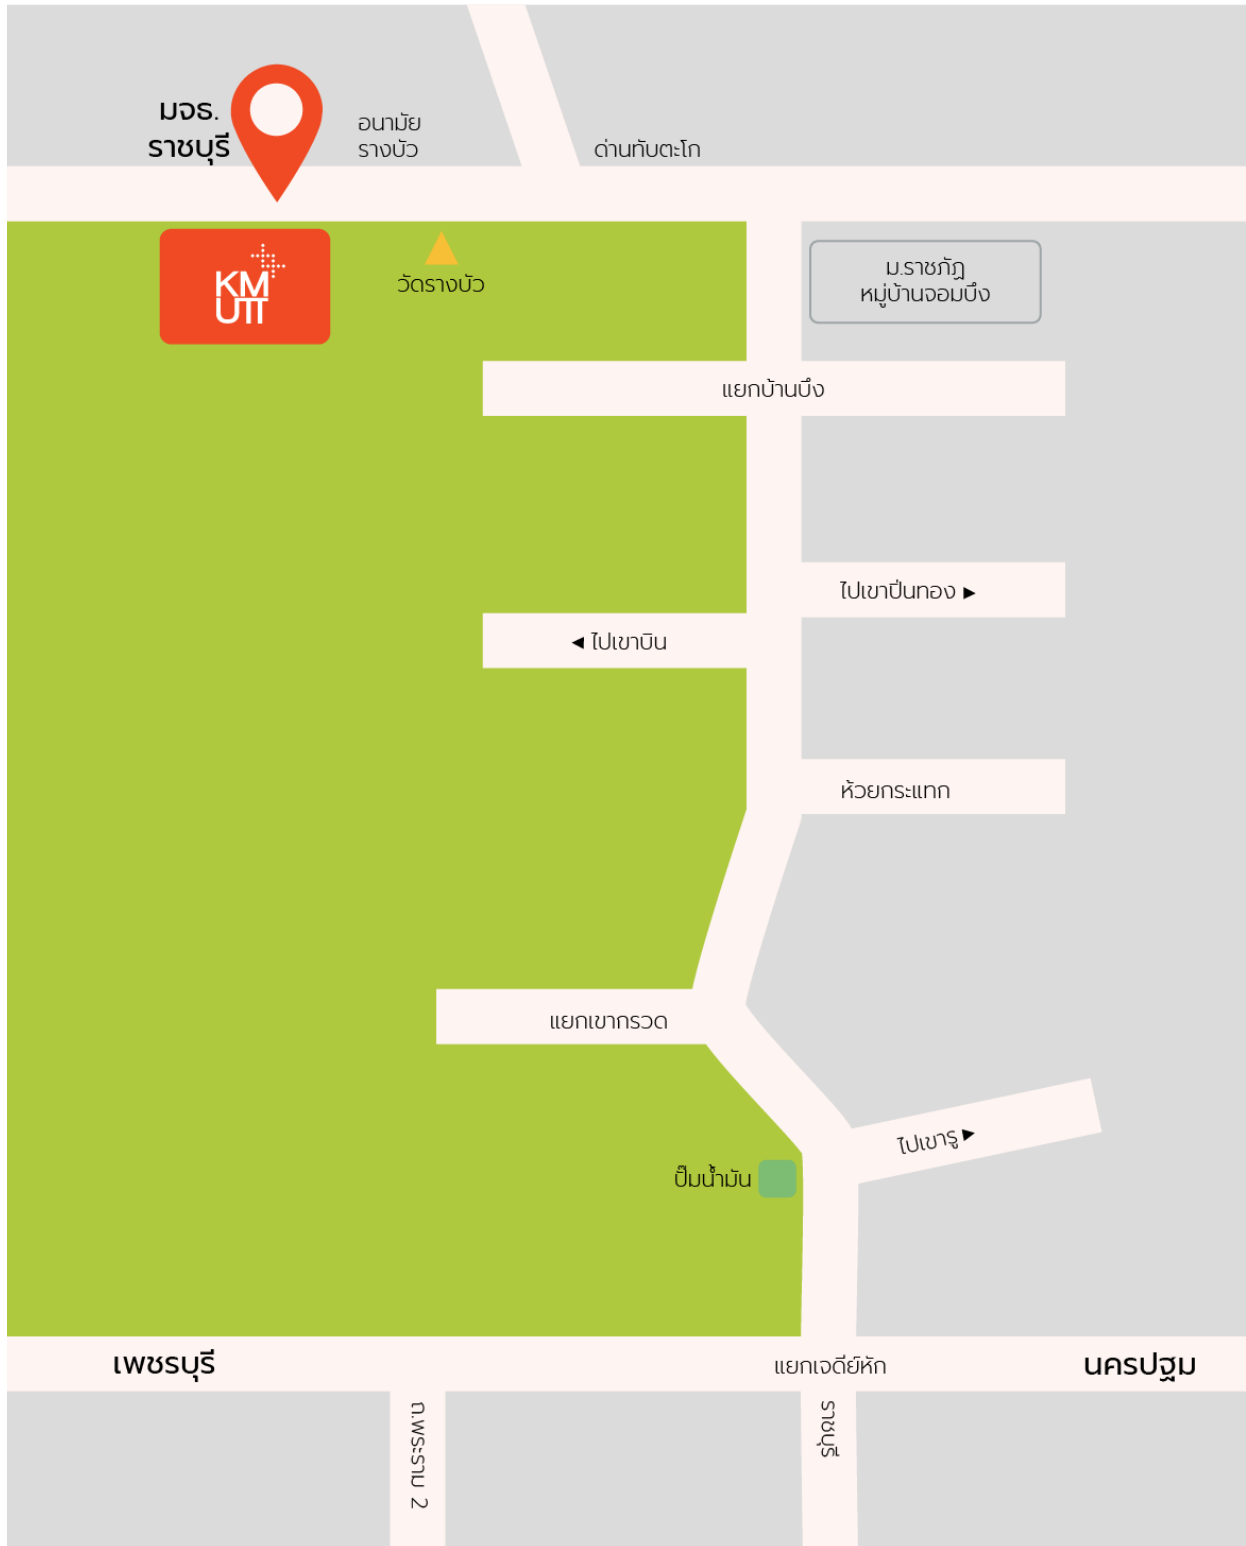 มจธ.
ราชบุรี
อนามัย
รางบัว
ด่านทับตะโก
KM
UTT
วัดรางบัว
ม.ราชภัฏ
หมู่บ้านจอมบึง
แยกบ้านบึง
ไปเขาปิ่นทอง ▶
◀ ไปเขาบิน
ห้วยกระแทก
แยกเขากรวด
ไปเขารู ▶
ปั๊มน้ำมัน
เพชรบุรี
แยกเจดีย์หัก
นครปฐม
ถ.พระราม 2
ราชบุรี